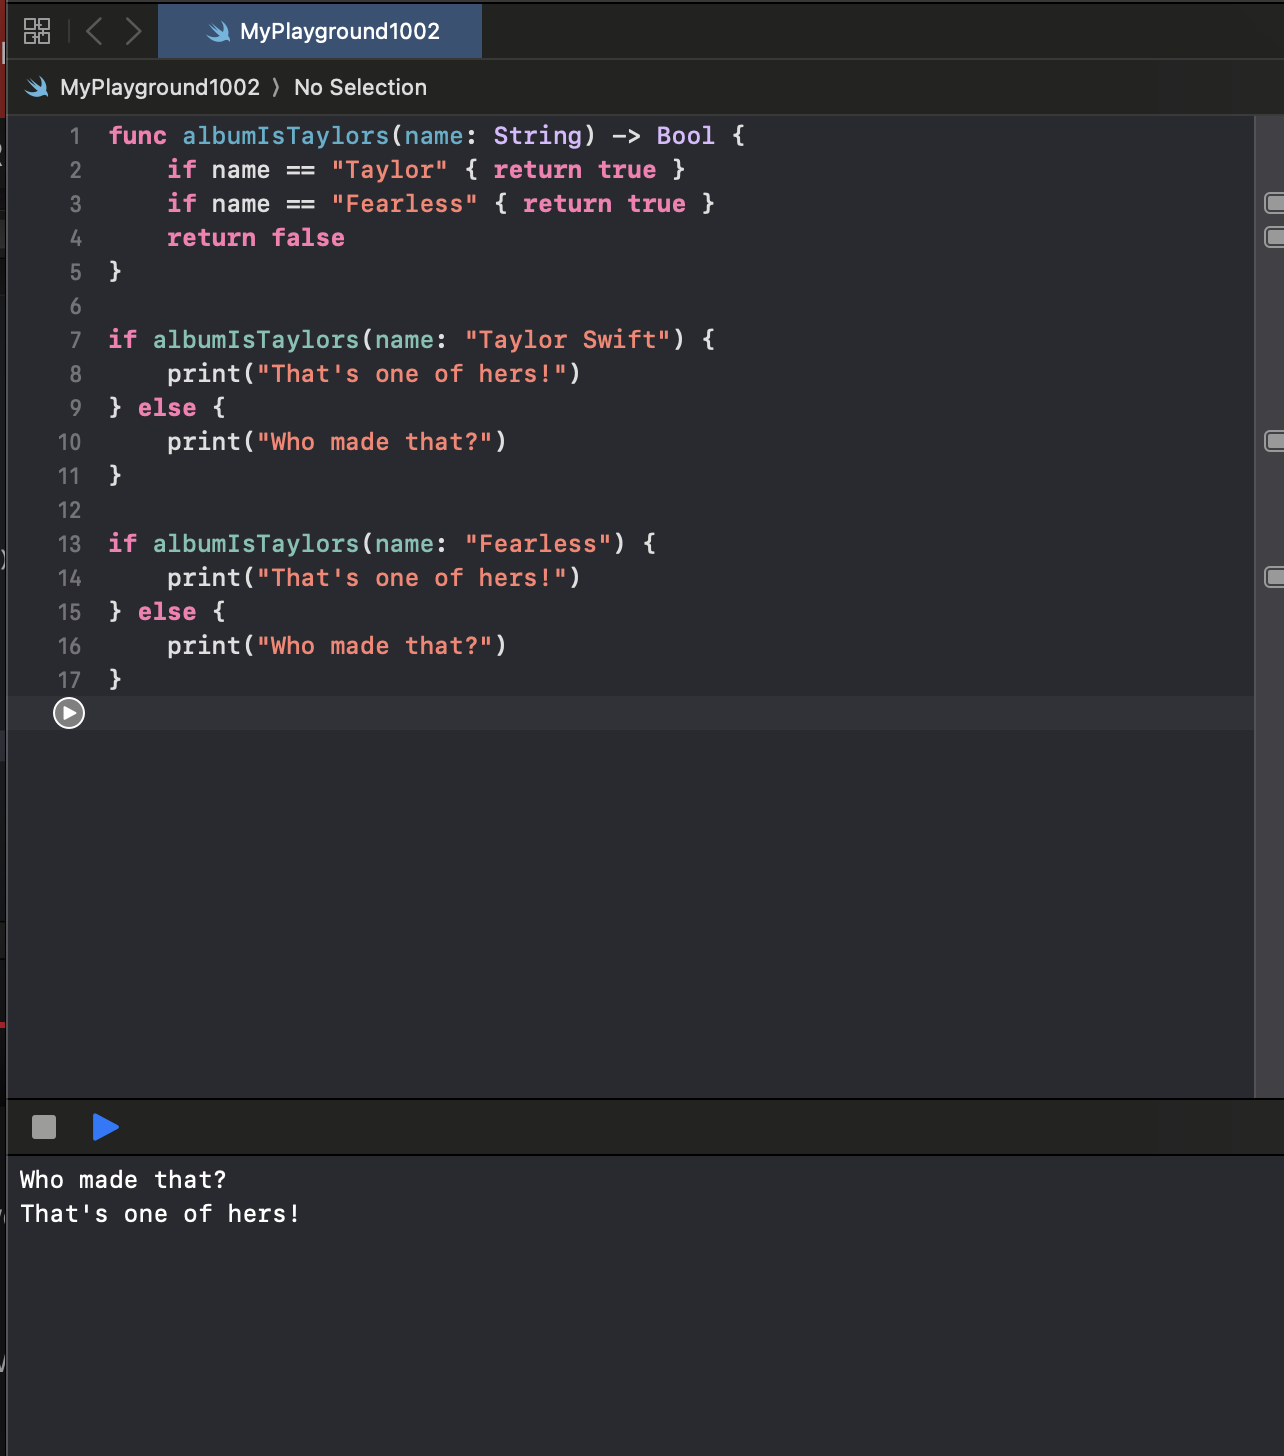 MyPlayground1002
MyPlayground1002 〉 No Selection
1 func albumIsTaylors(name: String) -> Bool {
2     if name == "Taylor" { return true }
3     if name == "Fearless" { return true }
4     return false
5 }
6
7 if albumIsTaylors(name: "Taylor Swift") {
8     print("That's one of hers!")
9 } else {
10     print("Who made that?")
11 }
12
13 if albumIsTaylors(name: "Fearless") {
14     print("That's one of hers!")
15 } else {
16     print("Who made that?")
17 }
Who made that?
That's one of hers!